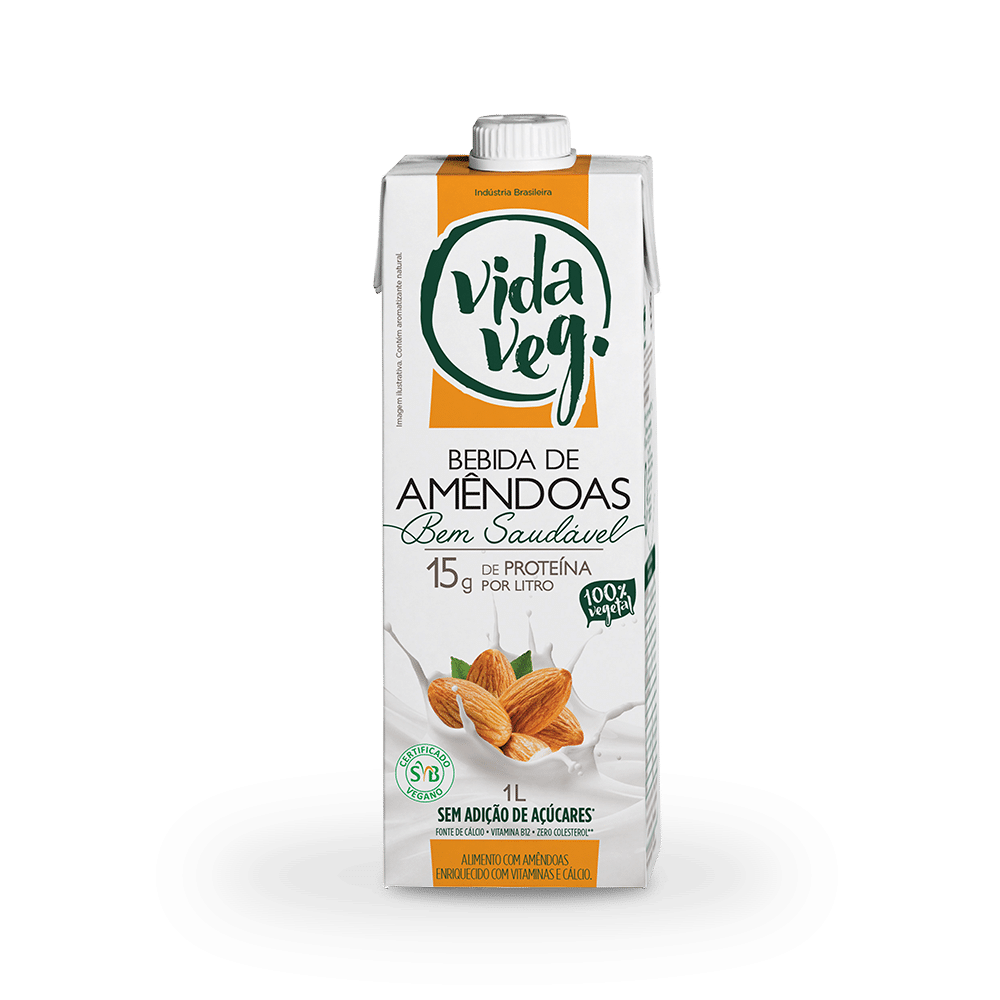 Indústria Brasileira
vida
veg.
Imagem ilustrativa. Contém aromatizante natural.
BEBIDA DE
AMÊNDOAS
Bem Saudável
15g DE PROTEÍNA
POR LITRO
100%
vegetal
CERTIFICADO
SVB
VEGANO
1L
SEM ADIÇÃO DE AÇÚCARES*
FONTE DE CÁLCIO • VITAMINA B12 • ZERO COLESTEROL**
ALIMENTO COM AMÊNDOAS
ENRIQUECIDO COM VITAMINAS E CÁLCIO.